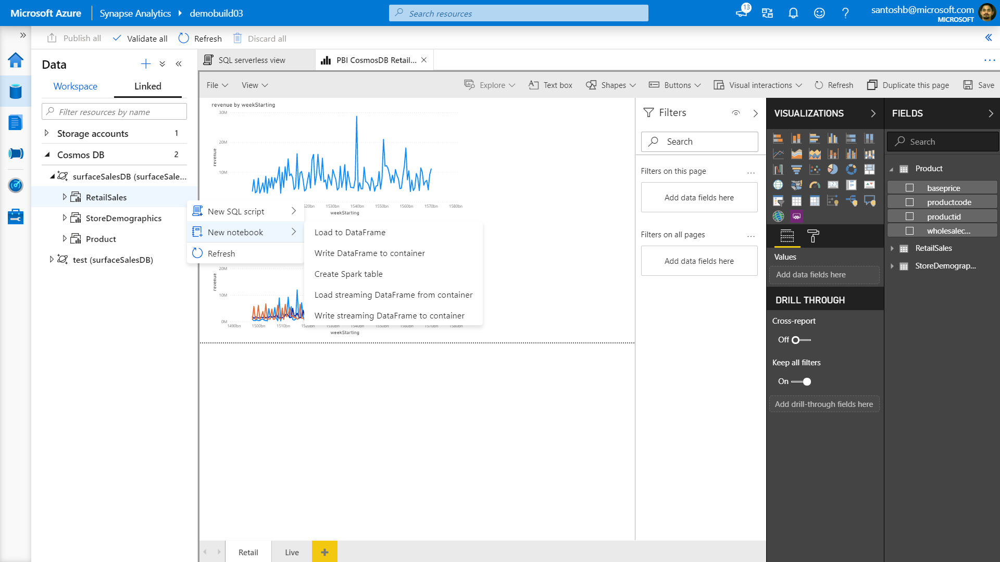 Microsoft Azure
Synapse Analytics
demobuild03
Search resources
13
santoshb@microsoft.com
MICROSOFT
Publish all
Validate all
Refresh
Discard all
Data
Workspace
Linked
Filter resources by name
Storage accounts 1
Cosmos DB 2
surfaceSalesDB (surfaceSale...
RetailSales
StoreDemographics
Product
test (surfaceSalesDB)
SQL serverless view
PBI CosmosDB Retail...
File
View
Explore
Text box
Shapes
Buttons
Visual interactions
Refresh
Duplicate this page
Save
revenue by weekStarting
30M
20M
10M
revenue
520bn 1530bn 1540bn 1550bn 1560bn 1570bn 1580bn
weekStarting
New SQL script
New notebook
Refresh
Load to DataFrame
Write DataFrame to container
Create Spark table
Load streaming DataFrame from container
Write streaming DataFrame to container
20M
10M
0M
revenue
1490bn 1500bn 1510bn 1520bn 1530bn 1540bn 1550bn 1560bn 1570bn 1580bn
weekStarting
Retail
Live
Filters
Search
Filters on this page
Add data fields here
Filters on all pages
Add data fields here
VISUALIZATIONS
123
Values
Add data fields here
DRILL THROUGH
Cross-report
Off
Keep all filters
On
Add drill-through fields here
FIELDS
Search
Product
baseprice
productcode
productid
wholesalec...
RetailSales
StoreDemograp...